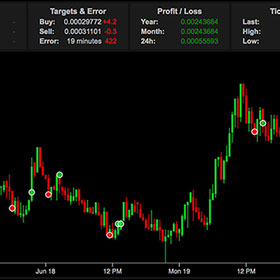 Targets & Error
Buy: 0.00029772 +4.2
Sell: 0.00031101 -0.3
Error: 19 minutes 422
Profit / Loss
Year: 0.00243684
Month: 0.00243684
24h: 0.00055593
Tic
Last:
High:
Low:
Jun 18
12 PM
Mon 19
12 PM